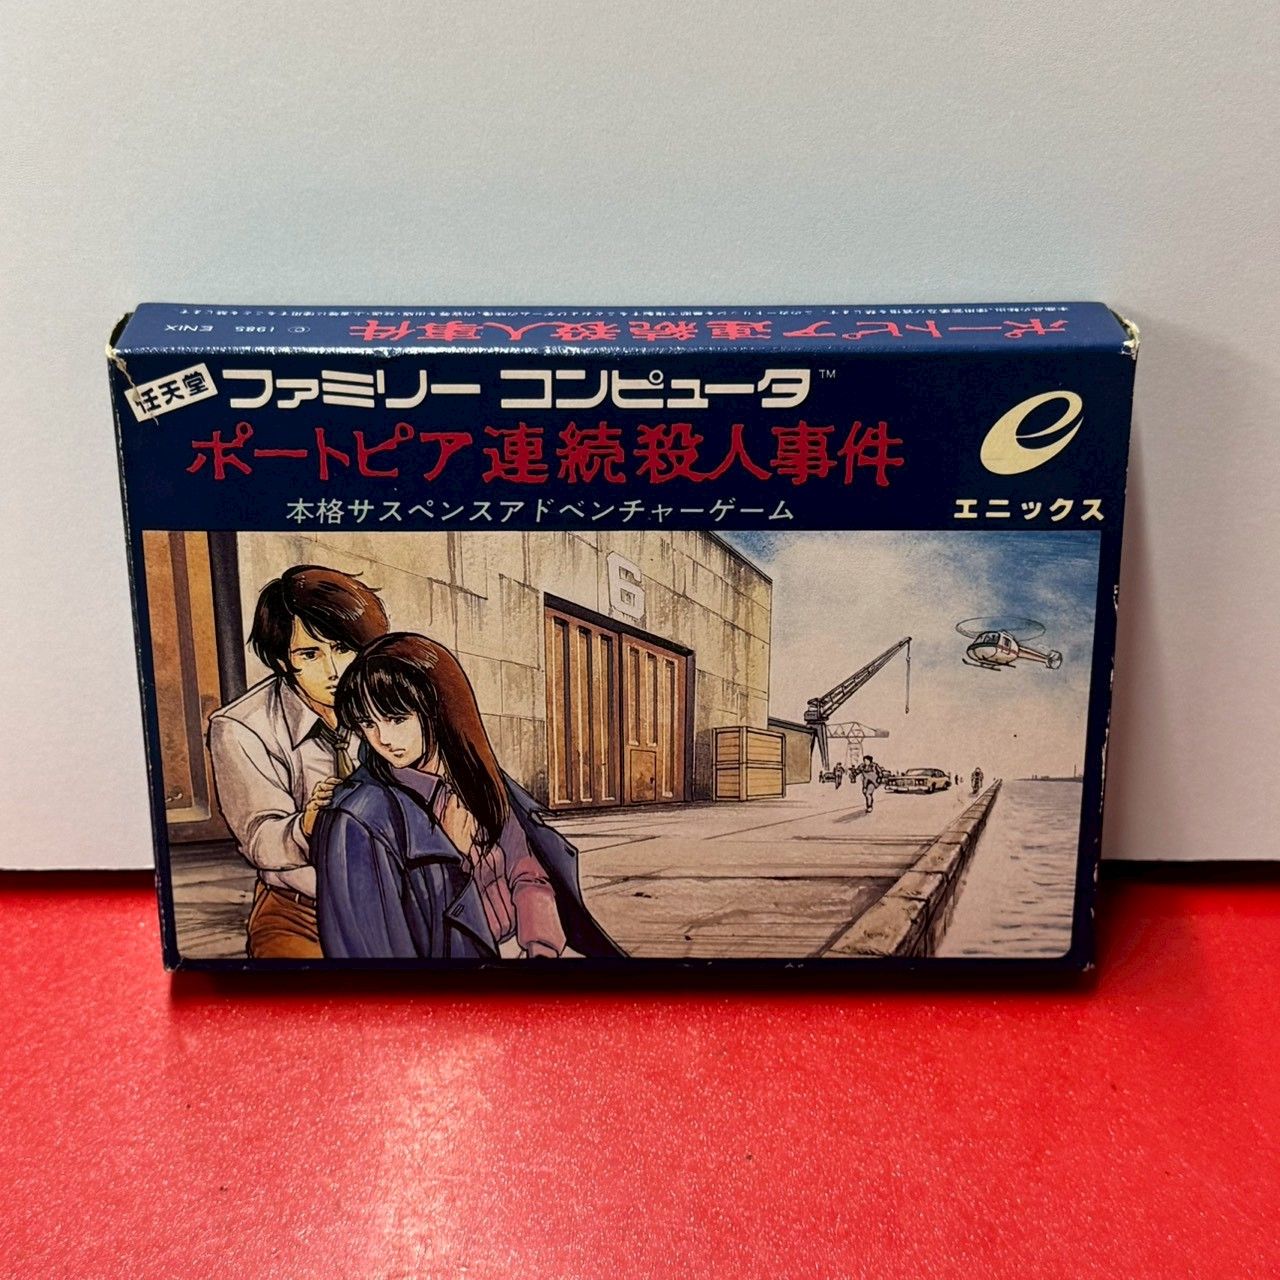 ポートピア連続殺人事件
© 1985 ENIX
任天堂
ファミリー コンピュータ™
ポートピア連続殺人事件
本格サスペンスアドベンチャーゲーム
e
エニックス
6